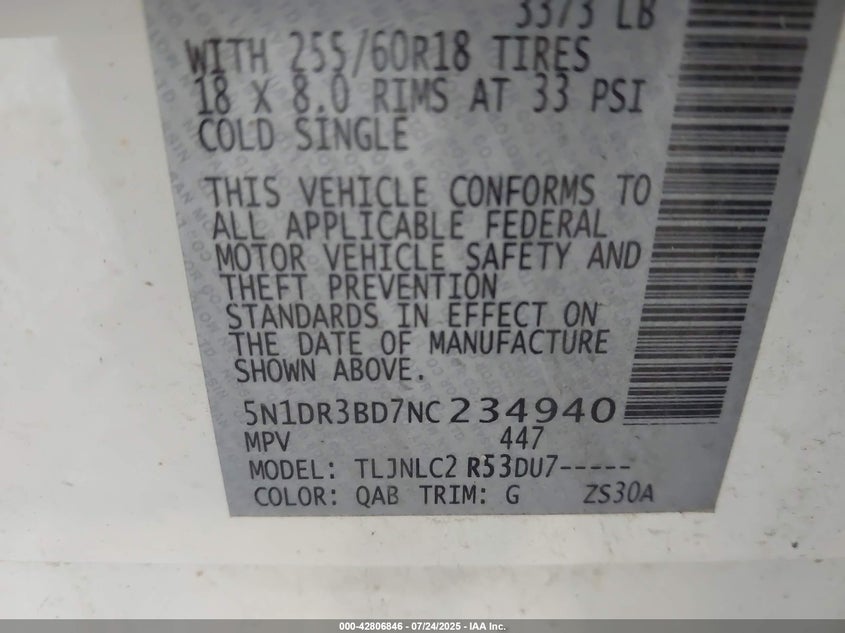 3373 LB
WITH 255/60R18 TIRES
18 X 8.0 RIMS AT 33 PSI
COLD SINGLE
THIS VEHICLE CONFORMS TO
ALL APPLICABLE FEDERAL
MOTOR VEHICLE SAFETY AND
THEFT PREVENTION
STANDARDS IN EFFECT ON
THE DATE OF MANUFACTURE
SHOWN ABOVE.
5N1DR3BD7NC234940
MPV 447
MODEL: TLJNLC2 R53DU7-----
COLOR: QAB TRIM: G ZS30A
000-42806846 - 07/24/2025 - IAA Inc.